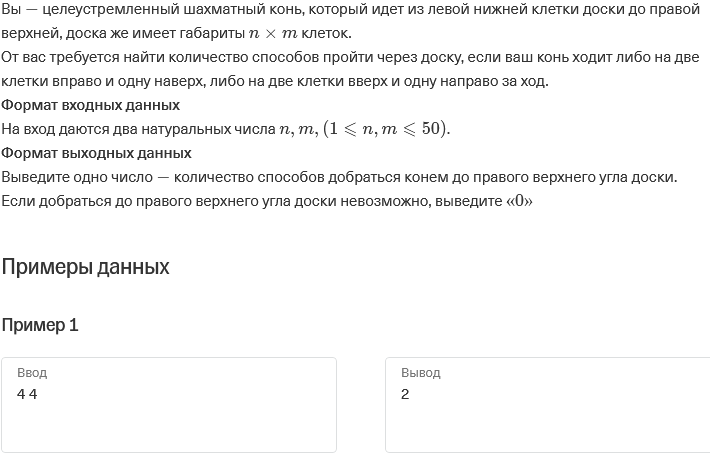 Вы — целеустремленный шахматный конь, который идет из левой нижней клетки доски до правой
верхней, доска же имеет габариты n × m клеток.
От вас требуется найти количество способов пройти через доску, если ваш конь ходит либо на две
клетки вправо и одну наверх, либо на две клетки вверх и одну направо за ход.
Формат входных данных
На вход даются два натуральных числа n, m, (1 ⩽ n, m ⩽ 50).
Формат выходных данных
Выведите одно число — количество способов добраться конем до правого верхнего угла доски.
Если добраться до правого верхнего угла доски невозможно, выведите «0»
Примеры данных
Пример 1
Ввод
4 4
Вывод
2